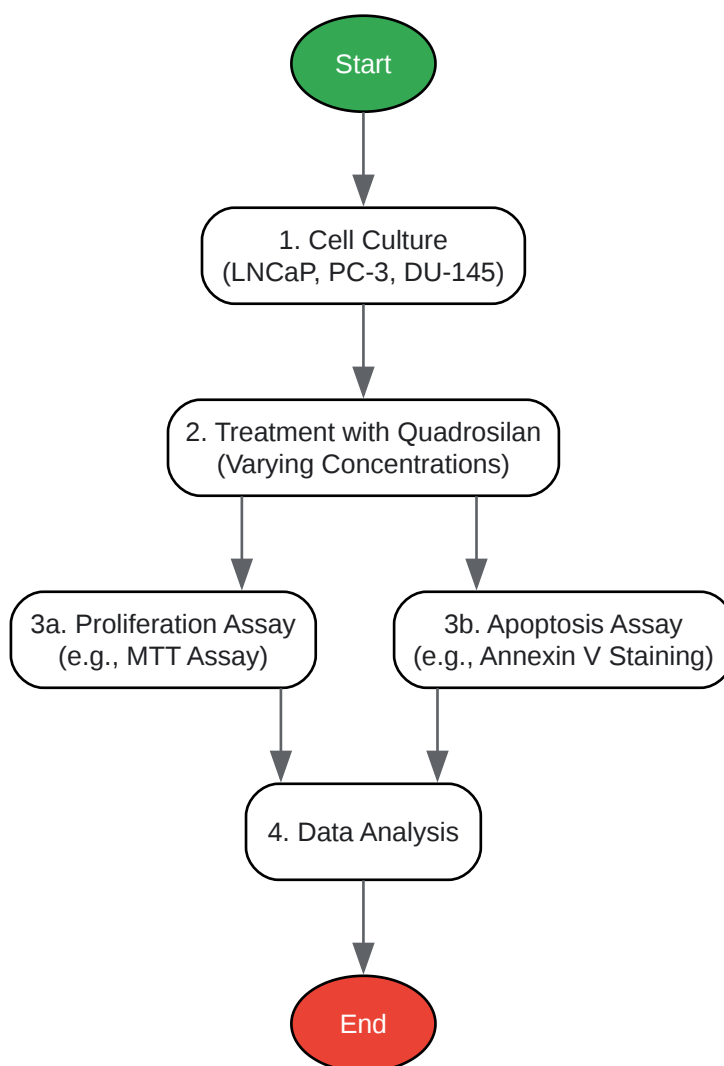 Start
1. Cell Culture
(LNCaP, PC-3, DU-145)
2. Treatment with Quadrosilan
(Varying Concentrations)
3a. Proliferation Assay
(e.g., MTT Assay)
3b. Apoptosis Assay
(e.g., Annexin V Staining)
4. Data Analysis
End